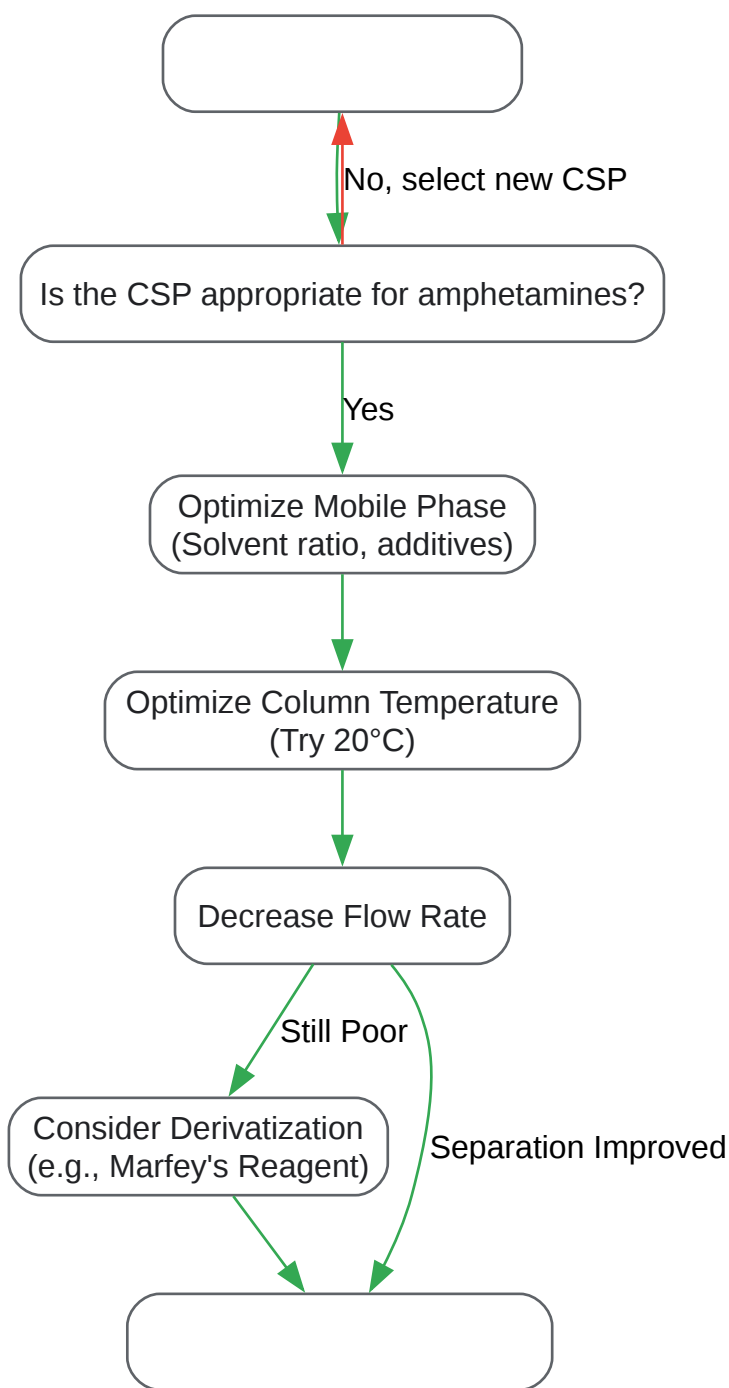 No, select new CSP
Is the CSP appropriate for amphetamines?
Yes
Optimize Mobile Phase
(Solvent ratio, additives)
Optimize Column Temperature
(Try 20°C)
Decrease Flow Rate
Still Poor
Consider Derivatization
(e.g., Marfey's Reagent)
Separation Improved